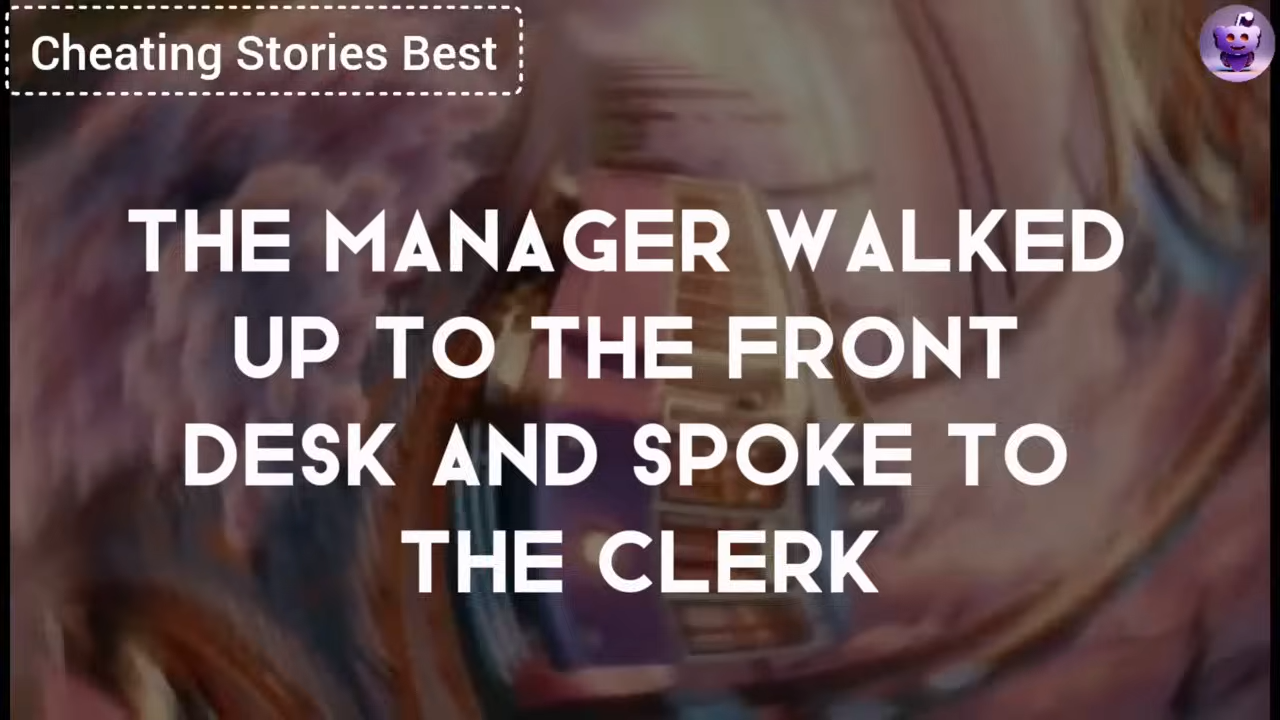 Cheating Stories Best
THE MANAGER WALKED
UP TO THE FRONT
DESK AND SPOKE TO
THE CLERK